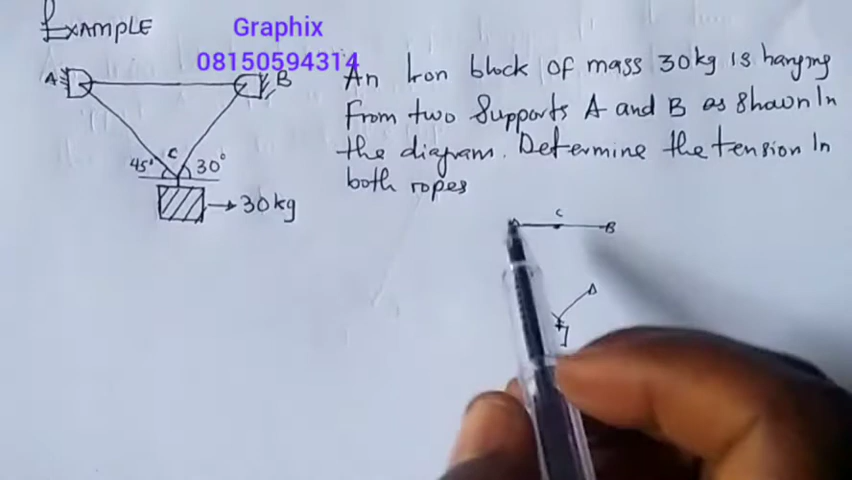 EXAMPLE
Graphix
08150594314
A
B
An Iron block of mass 30kg is hanging
From two Supports A and B as Shown In
the diagram. Determine the tension In
both ropes
45°
C
30°
30kg
C
B